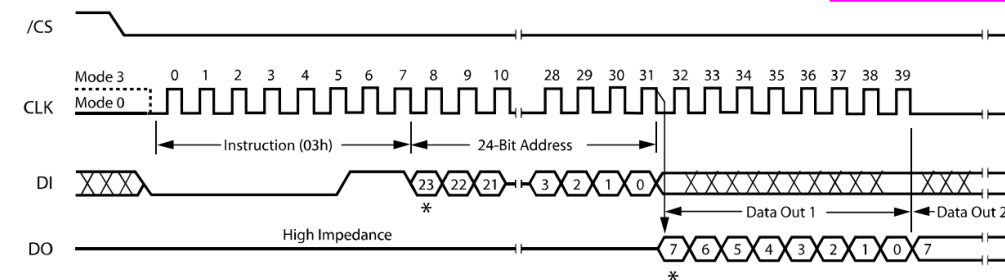 /CS
Mode 3
0 1 2 3 4 5 6 7 8 9 10 28 29 30 31 32 33 34 35 36 37 38 39
Mode 0
CLK
Instruction (03h)
24-Bit Address
DI
23 22 21 3 2 1 0
*
Data Out 1
Data Out 2
High Impedance
DO
7 6 5 4 3 2 1 0 7
*